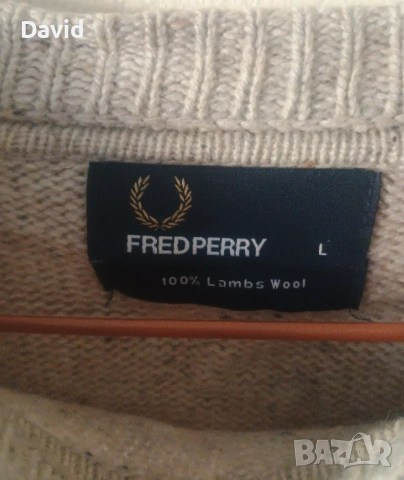 David
FREDPERRY L
100% Lambs Wool
BAZAR